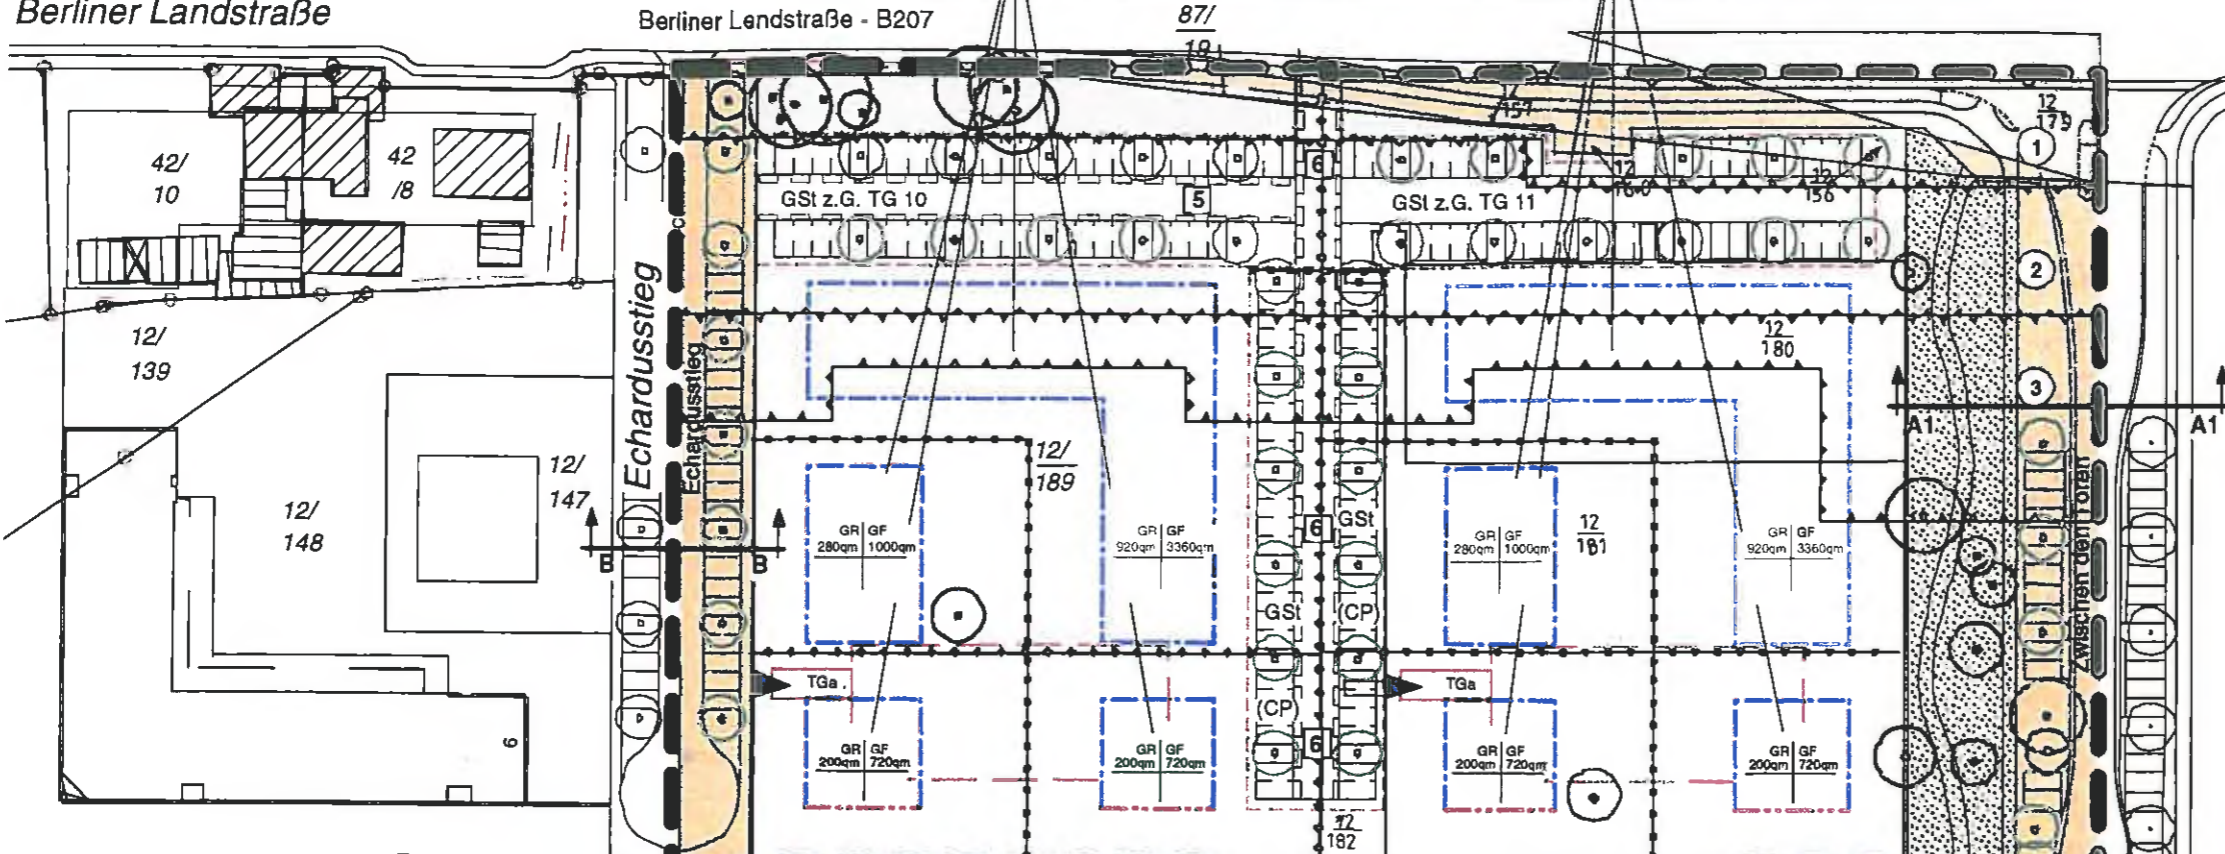 Berliner Landstraße
Berliner Lendstraße - B207
87/
19
42/
10
42
/8
12/
139
12/
148
12/
147
6
Echardusstieg
Echardusstieg
B
B
GSt z.G. TG 10
5
6
GSt z.G. TG 11
157
12
160
12
156
12
179
1
2
3
12
180
A1
A1
12/
189
GR GF
280qm 1000qm
GR GF
920qm 3360qm
6
GSt
GSt
(CP)
(CP)
6
GR GF
280qm 1000qm
12
181
GR GF
920qm 3360qm
Zwischen den Toren
TGa
TGa
GR GF
200qm 720qm
GR GF
200qm 720qm
GR GF
200qm 720qm
GR GF
200qm 720qm
12
182